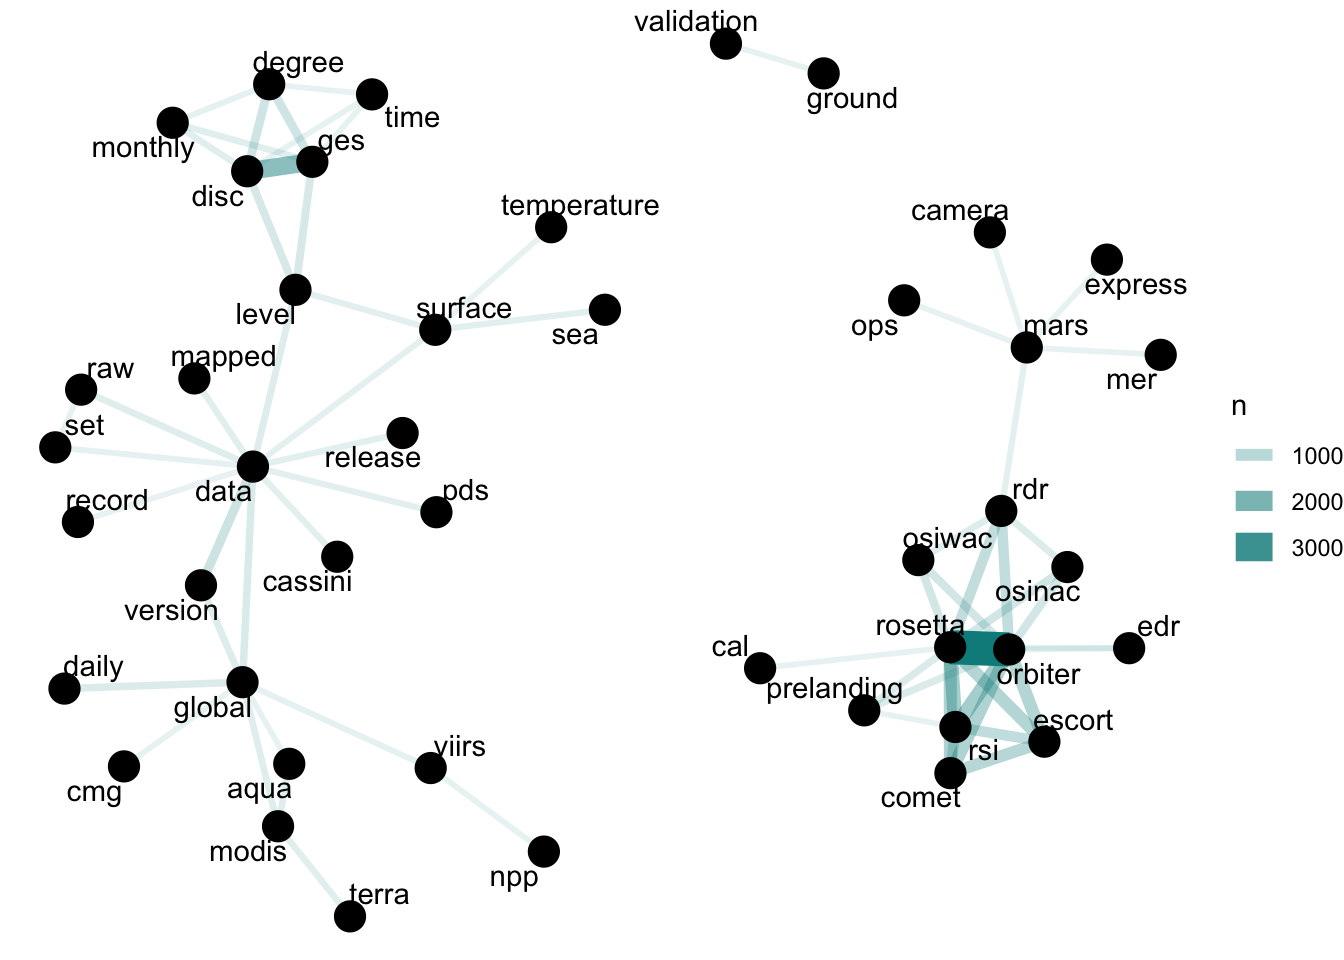 validation
degree
ground
time
ges
monthly
disc
temperature
camera
express
surface
level
sea
ops
mars
mapped
raw
mer
n
set
release
1000
data
pds
record
rdr
2000
osiwac
3000
cassini
osinac
version
rosetta
edr
cal
daily
orbiter
prelanding
global
escort
viirs
rsi
aqua
cmg
comet
modis
npp
terra